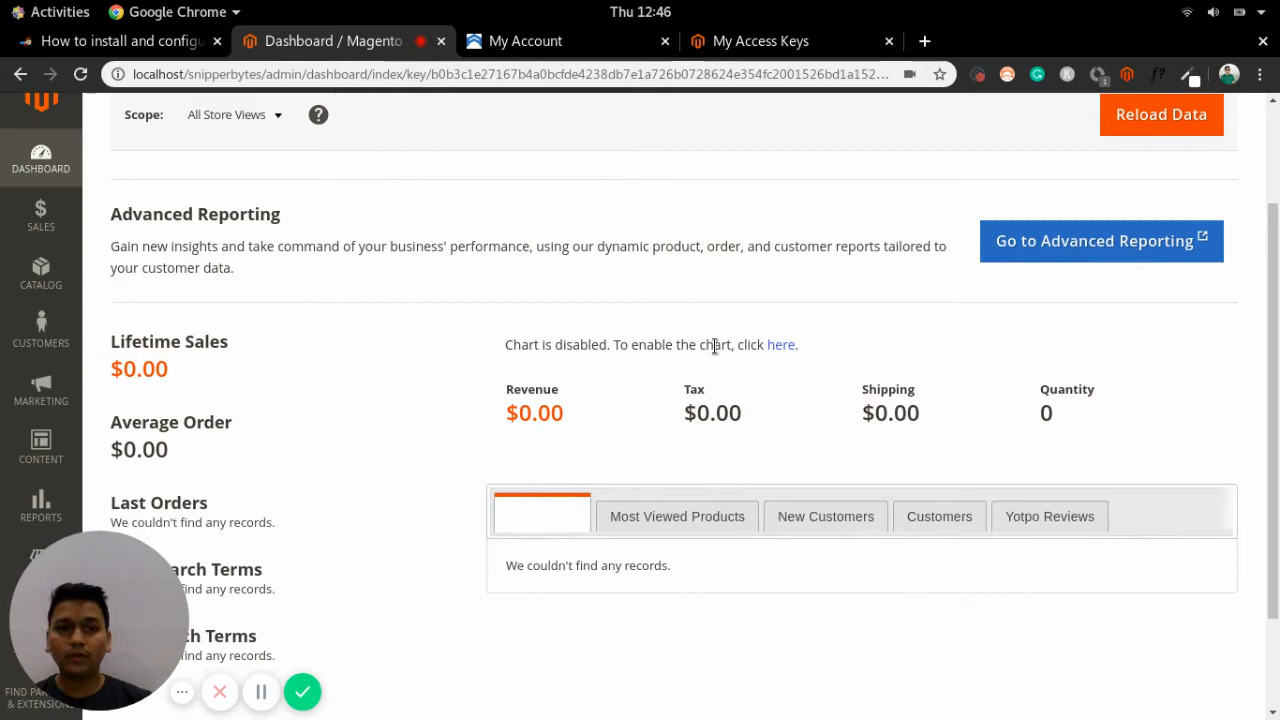 Activities
Google Chrome
Thu 12:46
How to install and configu
Dashboard / Magento
My Account
My Access Keys
localhost/snipperbytes/admin/dashboard/index/key/b0b3c1e27167b4a0bcfde4238db7e1a726b0728624e354fc2001526bd1a152...
Scope: All Store Views
?
Reload Data
DASHBOARD
SALES
CATALOG
CUSTOMERS
MARKETING
CONTENT
REPORTS
FIND PAR
& EXTENSIO
Advanced Reporting
Gain new insights and take command of your business' performance, using our dynamic product, order, and customer reports tailored to
your customer data.
Go to Advanced Reporting
Lifetime Sales
$0.00
Average Order
$0.00
Last Orders
We couldn't find any records.
arch Terms
find any records.
ch Terms
find any records.
Chart is disabled. To enable the chart, click here.
Revenue Tax Shipping Quantity
$0.00 $0.00 $0.00 0
Most Viewed Products New Customers Customers Yotpo Reviews
We couldn't find any records.